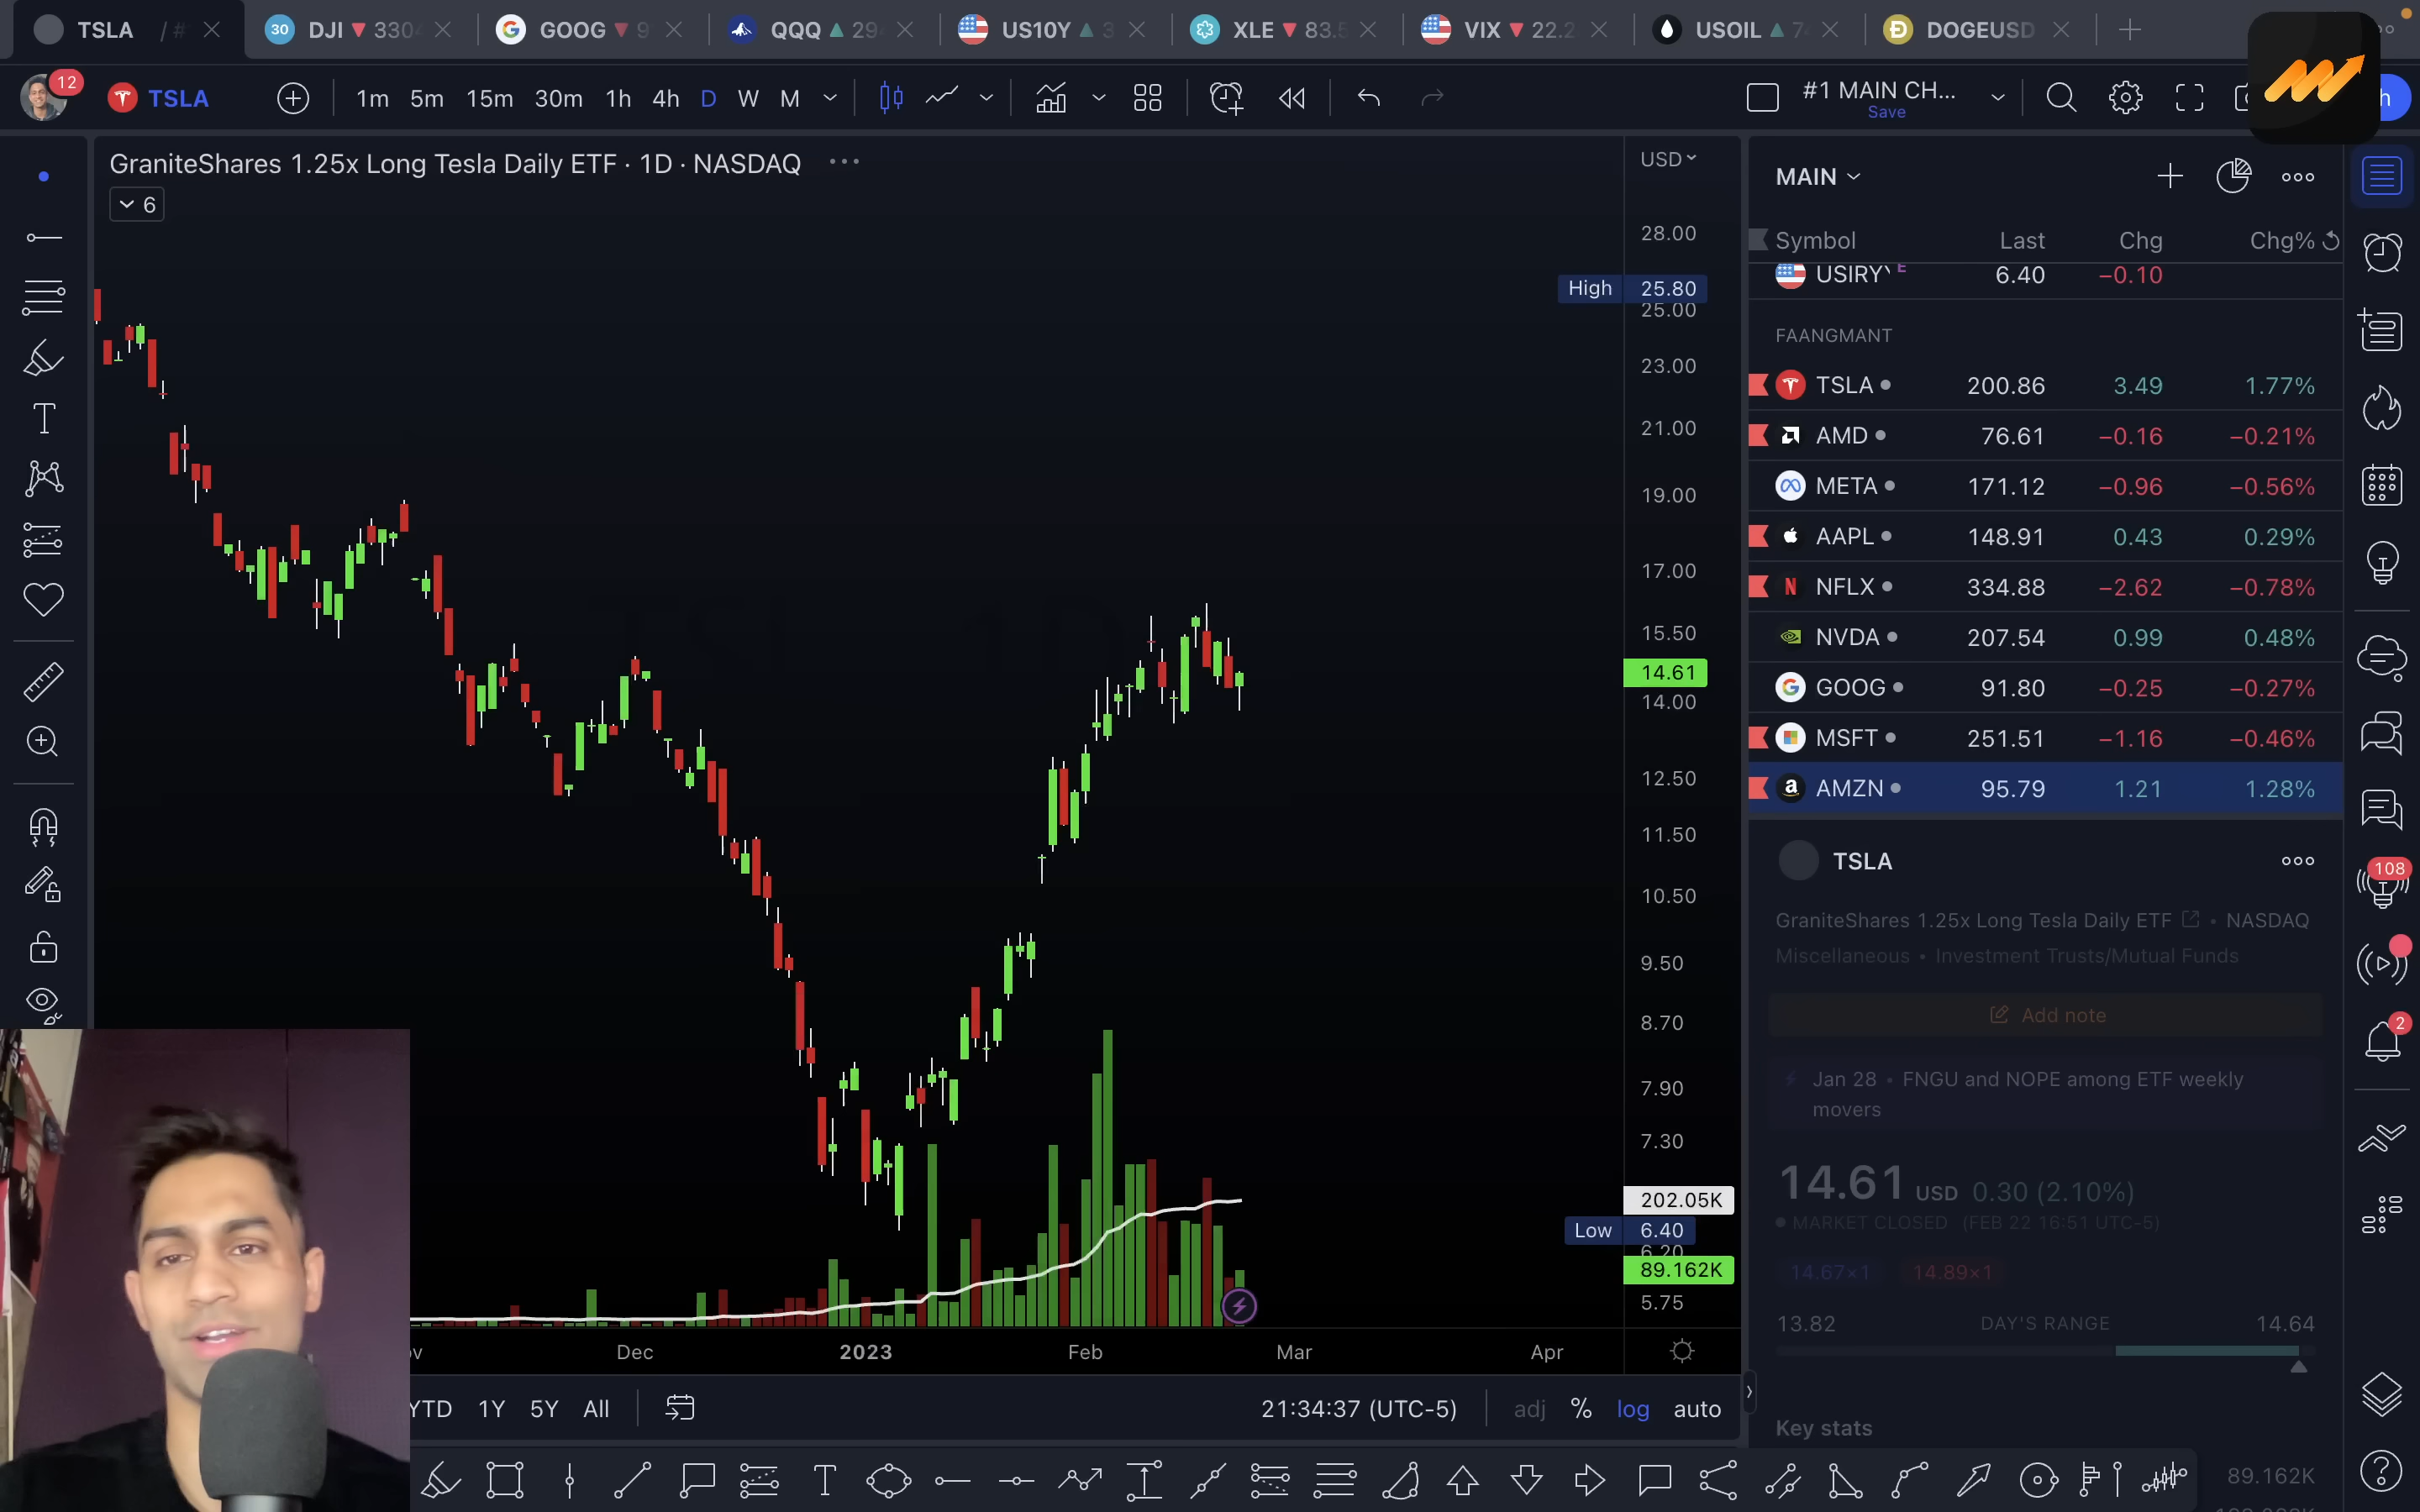 TSLA / #
30 DJI 330
GOOG 9
QQQ 29
US10Y 3
XLE 83.5
VIX 22.2
USOIL 7
DOGEUSD
12 TSLA
1m 5m 15m 30m 1h 4h D W M
#1 MAIN CH...
Save
GraniteShares 1.25x Long Tesla Daily ETF · 1D · NASDAQ
6
USD
28.00
High 25.80
25.00
23.00
21.00
19.00
17.00
15.50
14.61
14.00
12.50
11.50
10.50
9.50
8.70
7.90
7.30
202.05K
Low 6.40
6.20
89.162K
5.75
Dec 2023 Feb Mar Apr
YTD 1Y 5Y All
21:34:37 (UTC-5) adj % log auto
MAIN
Symbol Last Chg Chg%
USIRY E 6.40 −0.10
FAANGMANT
TSLA 200.86 3.49 1.77%
AMD 76.61 −0.16 −0.21%
META 171.12 −0.96 −0.56%
AAPL 148.91 0.43 0.29%
NFLX 334.88 −2.62 −0.78%
NVDA 207.54 0.99 0.48%
GOOG 91.80 −0.25 −0.27%
MSFT 251.51 −1.16 −0.46%
AMZN 95.79 1.21 1.28%
TSLA
GraniteShares 1.25x Long Tesla Daily ETF • NASDAQ
Miscellaneous • Investment Trusts/Mutual Funds
Add note
Jan 28 • FNGU and NOPE among ETF weekly
movers
14.61 USD 0.30 (2.10%)
MARKET CLOSED (FEB 22 16:51 UTC-5)
14.67×1 14.89×1
13.82 DAY'S RANGE 14.64
Key stats
89.162K
108
2